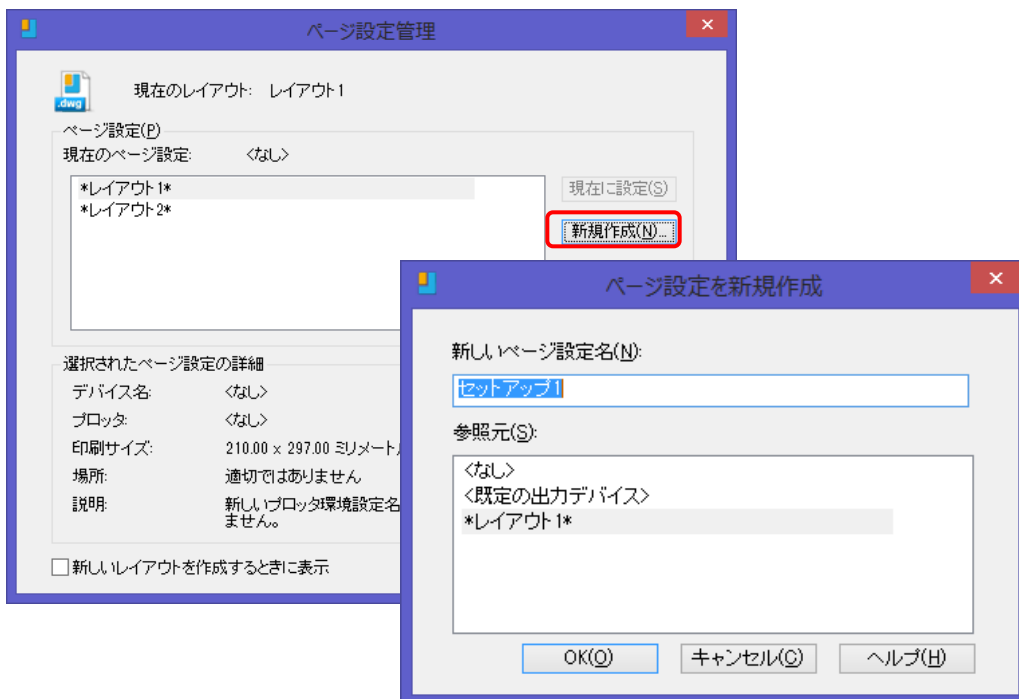 ページ設定管理
.dwg
現在のレイアウト: レイアウト1
ページ設定(P)
現在のページ設定: <なし>
*レイアウト1*
*レイアウト2*
現在に設定(S)
新規作成(N)...
選択されたページ設定の詳細
デバイス名: <なし>
プロッタ: <なし>
印刷サイズ: 210.00 x 297.00 ミリメート
場所: 適切ではありません
説明: 新しいプロッタ環境設定名
ません。
新しいレイアウトを作成するときに表示
ページ設定を新規作成
新しいページ設定名(N):
セットアップ1
参照元(S):
<なし>
<既定の出力デバイス>
*レイアウト1*
OK(O)
キャンセル(C)
ヘルプ(H)